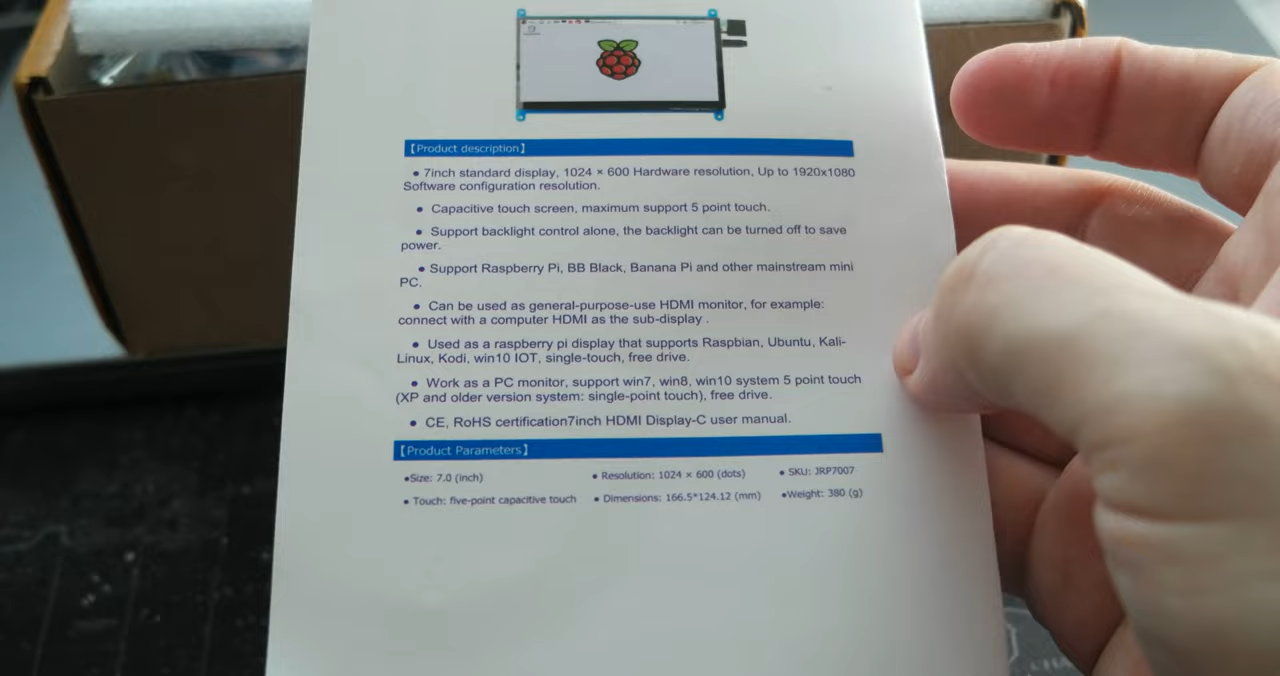 【Product description】
● 7inch standard display, 1024 × 600 Hardware resolution, Up to 1920x1080
Software configuration resolution.
● Capacitive touch screen, maximum support 5 point touch.
● Support backlight control alone, the backlight can be turned off to save
power.
● Support Raspberry Pi, BB Black, Banana Pi and other mainstream mini
PC.
● Can be used as general-purpose-use HDMI monitor, for example:
connect with a computer HDMI as the sub-display .
● Used as a raspberry pi display that supports Raspbian, Ubuntu, Kali-
Linux, Kodi, win10 IOT, single-touch, free drive.
● Work as a PC monitor, support win7, win8, win10 system 5 point touch
(XP and older version system: single-point touch), free drive.
● CE, RoHS certification7inch HDMI Display-C user manual.
【Product Parameters】
●Size: 7.0 (inch) ● Resolution: 1024 × 600 (dots) ● SKU: JRP7007
● Touch: five-point capacitive touch ● Dimensions: 166.5*124.12 (mm) ●Weight: 380 (g)